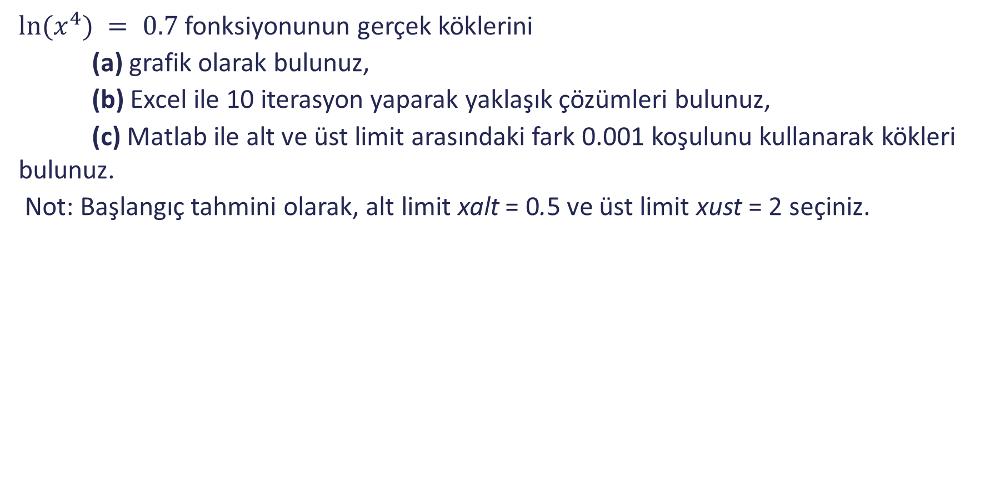 ln(x⁴) = 0.7 fonksiyonunun gerçek köklerini
(a) grafik olarak bulunuz,
(b) Excel ile 10 iterasyon yaparak yaklaşık çözümleri bulunuz,
(c) Matlab ile alt ve üst limit arasındaki fark 0.001 koşulunu kullanarak kökleri
bulunuz.
Not: Başlangıç tahmini olarak, alt limit xalt = 0.5 ve üst limit xust = 2 seçiniz.